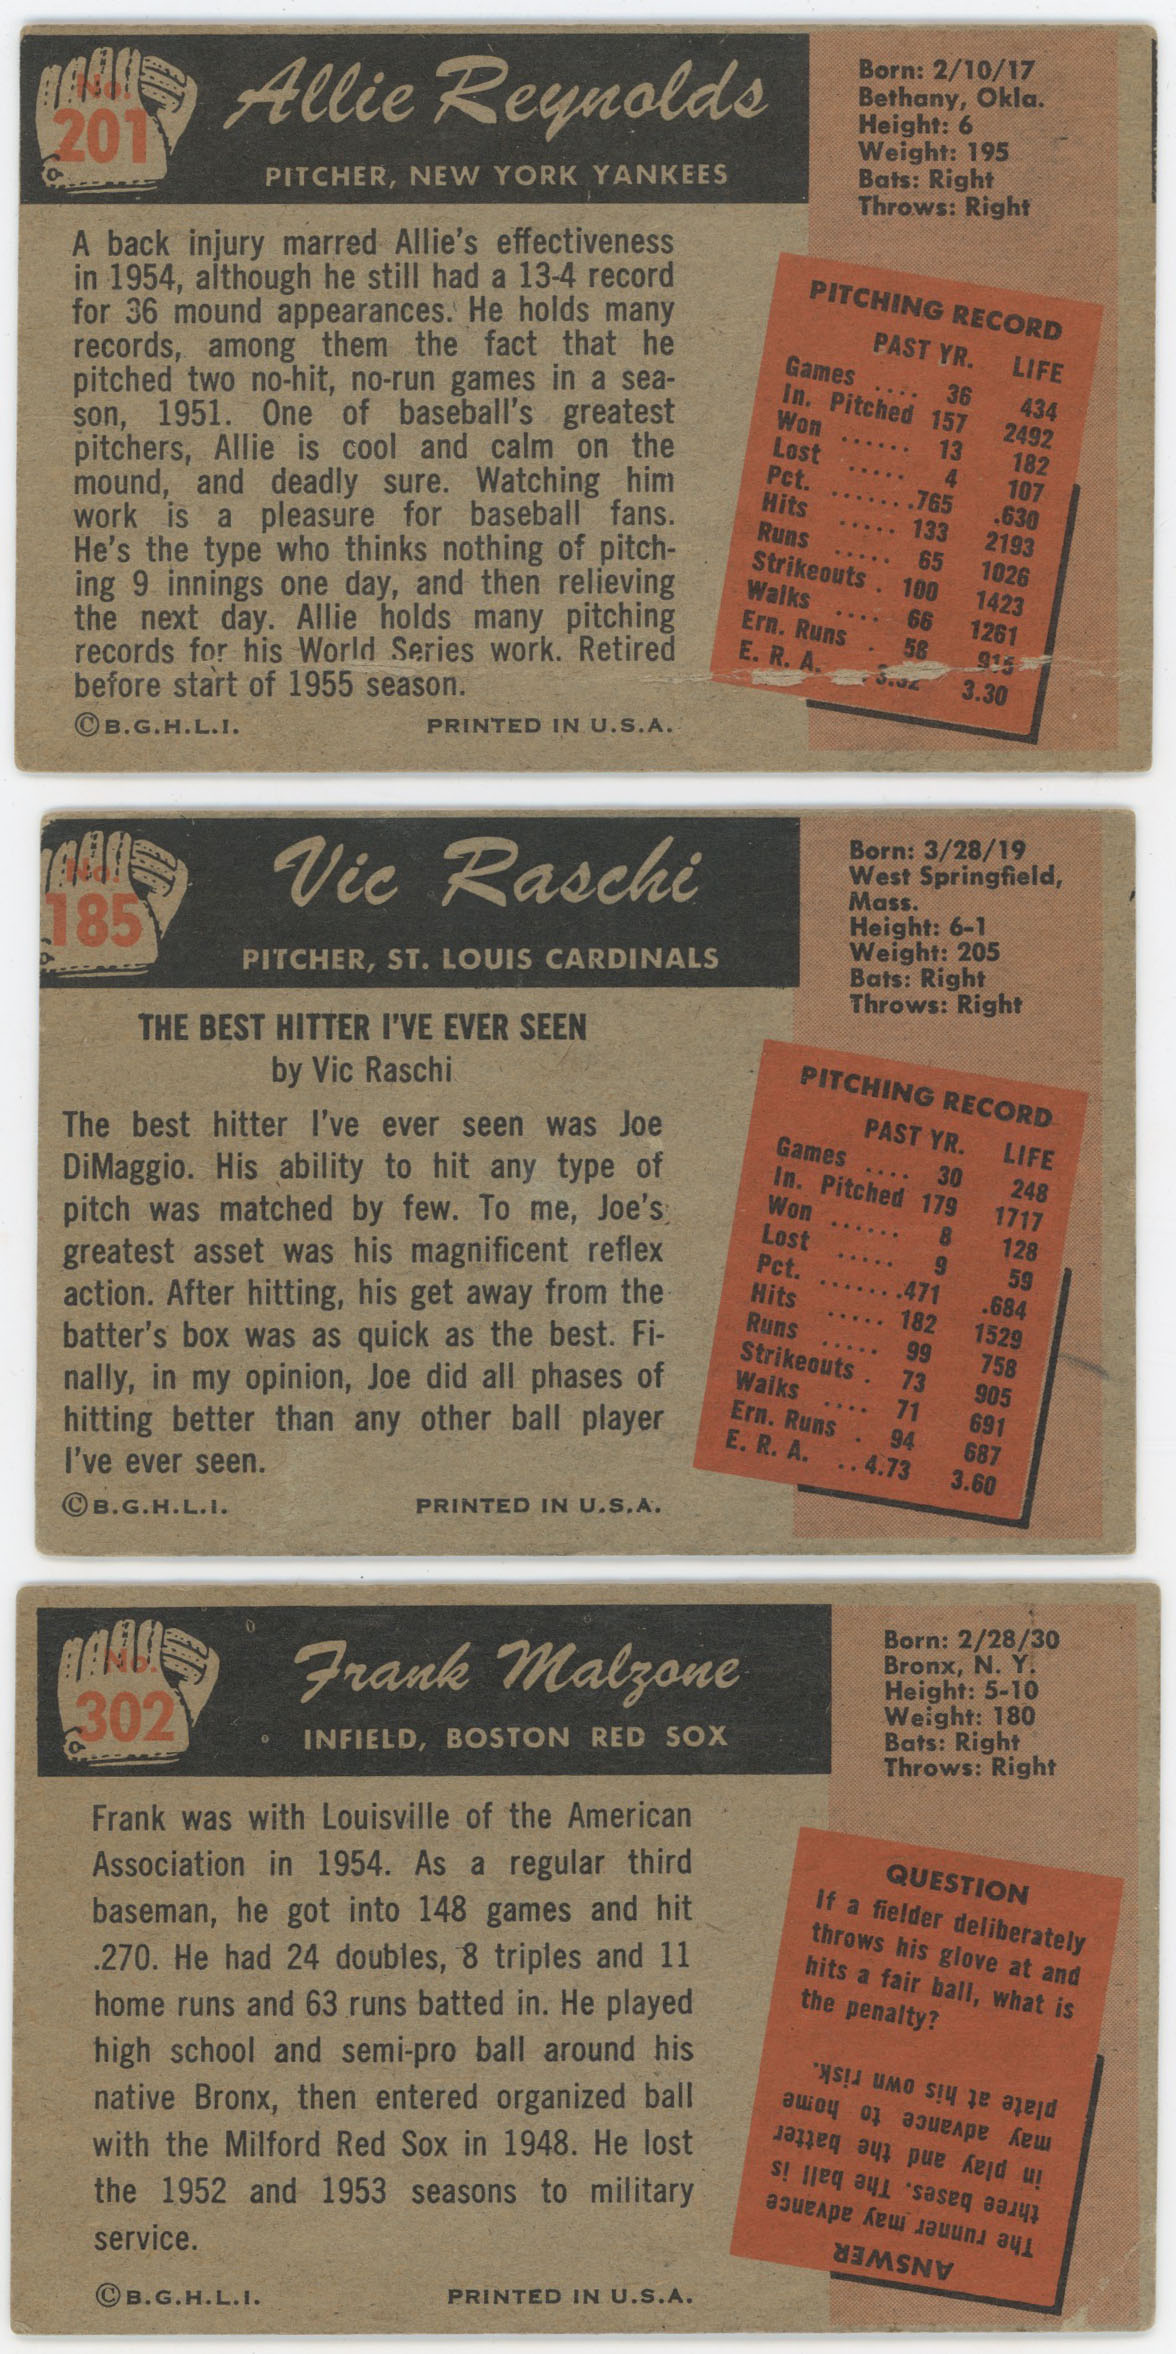 No.
201
Allie Reynolds
PITCHER, NEW YORK YANKEES
Born: 2/10/17
Bethany, Okla.
Height: 6
Weight: 195
Bats: Right
Throws: Right
A back injury marred Allie's effectiveness
in 1954, although he still had a 13-4 record
for 36 mound appearances. He holds many
records, among them the fact that he
pitched two no-hit, no-run games in a sea-
son, 1951. One of baseball's greatest
pitchers, Allie is cool and calm on the
mound, and deadly sure. Watching him
work is a pleasure for baseball fans.
He's the type who thinks nothing of pitch-
ing 9 innings one day, and then relieving
the next day. Allie holds many pitching
records for his World Series work. Retired
before start of 1955 season.
©B.G.H.L.I. PRINTED IN U.S.A.
PITCHING RECORD
PAST YR. LIFE
Games .... 36 434
In. Pitched 157 2492
Won ...... 13 182
Lost ..... 4 107
Pct. .......765 .630
Hits ..... 133 2193
Runs ..... 65 1026
Strikeouts . 100 1423
Walks .... 66 1261
Ern. Runs . 58 915
E. R. A. 3.32 3.30
No.
185
Vic Raschi
PITCHER, ST. LOUIS CARDINALS
Born: 3/28/19
West Springfield,
Mass.
Height: 6-1
Weight: 205
Bats: Right
Throws: Right
THE BEST HITTER I'VE EVER SEEN
by Vic Raschi
The best hitter I've ever seen was Joe
DiMaggio. His ability to hit any type of
pitch was matched by few. To me, Joe's
greatest asset was his magnificent reflex
action. After hitting, his get away from the
batter's box was as quick as the best. Fi-
nally, in my opinion, Joe did all phases of
hitting better than any other ball player
I've ever seen.
©B.G.H.L.I. PRINTED IN U.S.A.
PITCHING RECORD
PAST YR. LIFE
Games .... 30 248
In. Pitched 179 1717
Won ...... 8 128
Lost ..... 9 59
Pct. .......471 .684
Hits ..... 182 1529
Runs ..... 99 758
Strikeouts . 73 905
Walks .... 71 691
Ern. Runs . 94 687
E. R. A. ..4.73 3.60
No.
302
Frank Malzone
INFIELD, BOSTON RED SOX
Born: 2/28/30
Bronx, N. Y.
Height: 5-10
Weight: 180
Bats: Right
Throws: Right
Frank was with Louisville of the American
Association in 1954. As a regular third
baseman, he got into 148 games and hit
.270. He had 24 doubles, 8 triples and 11
home runs and 63 runs batted in. He played
high school and semi-pro ball around his
native Bronx, then entered organized ball
with the Milford Red Sox in 1948. He lost
the 1952 and 1953 seasons to military
service.
©B.G.H.L.I. PRINTED IN U.S.A.
QUESTION
If a fielder deliberately
throws his glove at and
hits a fair ball, what is
the penalty?
ANSWER
The runner may advance
three bases. The ball is
in play and the batter
may advance to home
plate at his own risk.